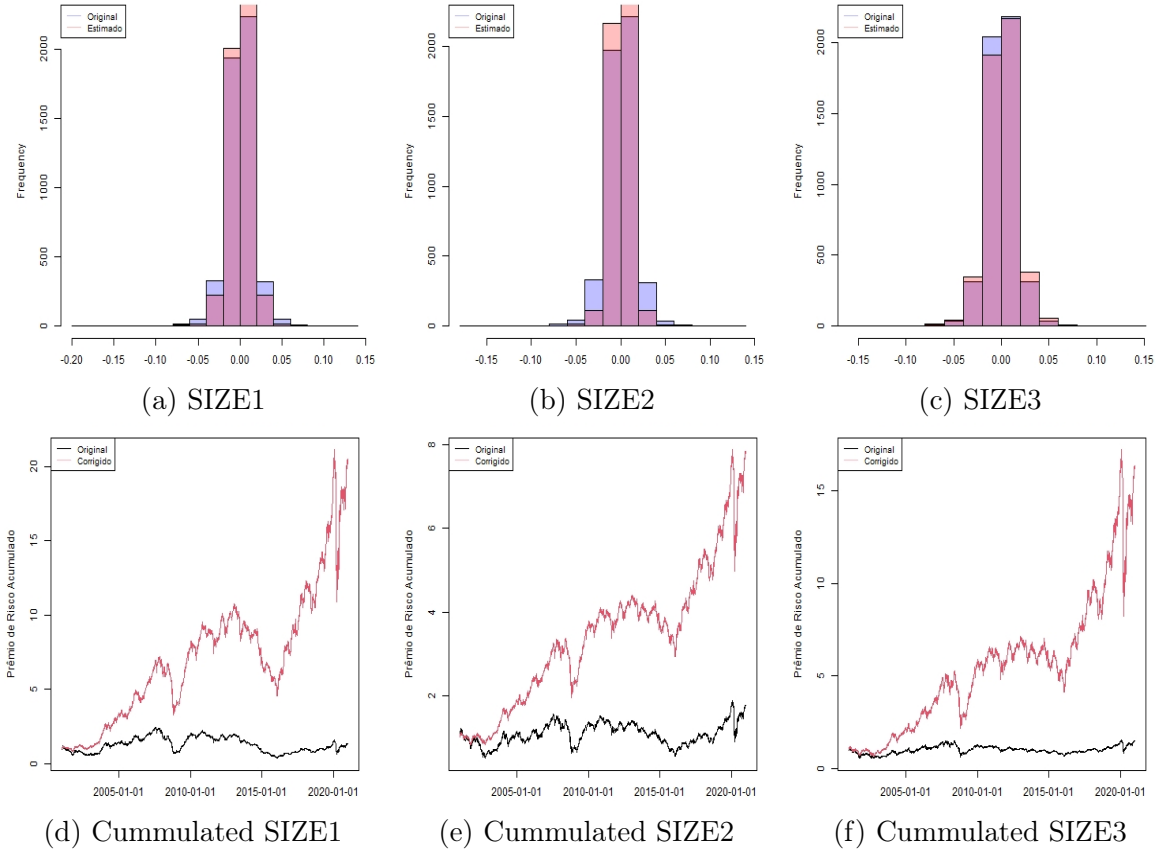 Original
Estimado
Frequency
2000
1500
1000
500
0
-0.20 -0.10 -0.05 0.00 0.05 0.10 0.15
(a) SIZE1
Original
Estimado
Frequency
2000
1500
1000
500
0
-0.15 -0.10 -0.05 0.00 0.05 0.10 0.15
(b) SIZE2
Original
Estimado
Frequency
2000
1500
1000
500
0
-0.15 -0.10 -0.05 0.00 0.05 0.10 0.15
(c) SIZE3
Original
Corrigido
Prêmio de Risco Acumulado
20
15
10
5
0
2005-01-01 2010-01-01 2015-01-01 2020-01-01
(d) Cummulated SIZE1
Original
Corrigido
Prêmio de Risco Acumulado
8
6
4
2
2005-01-01 2010-01-01 2015-01-01 2020-01-01
(e) Cummulated SIZE2
Original
Corrigido
Prêmio de Risco Acumulado
15
10
5
0
2005-01-01 2010-01-01 2015-01-01 2020-01-01
(f) Cummulated SIZE3